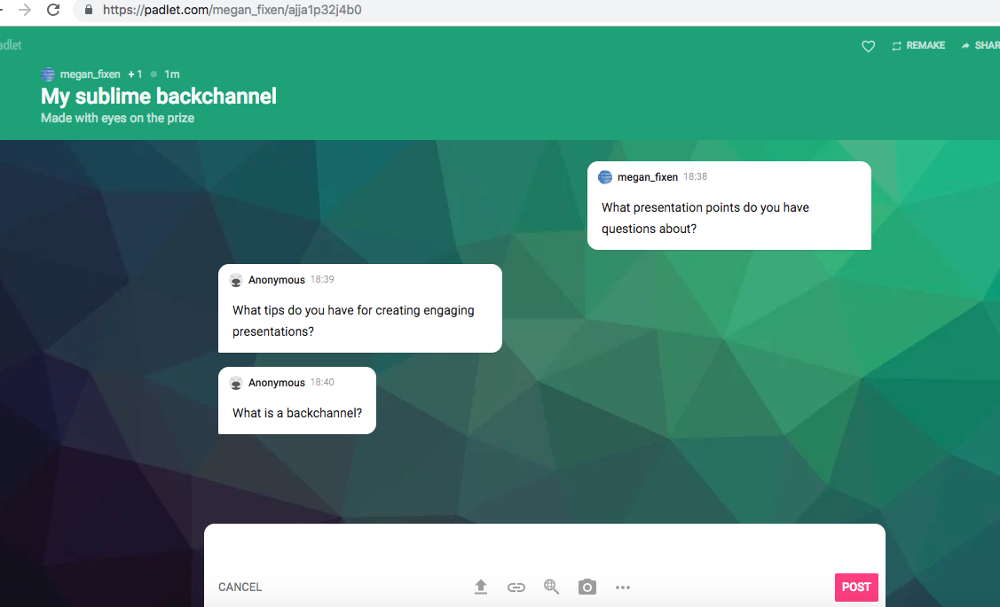 https://padlet.com/megan_fixen/ajja1p32j4b0
adlet
REMAKE
SHAR
megan_fixen +1 1m
My sublime backchannel
Made with eyes on the prize
megan_fixen 18:38
What presentation points do you have
questions about?
Anonymous 18:39
What tips do you have for creating engaging
presentations?
Anonymous 18:40
What is a backchannel?
CANCEL
POST